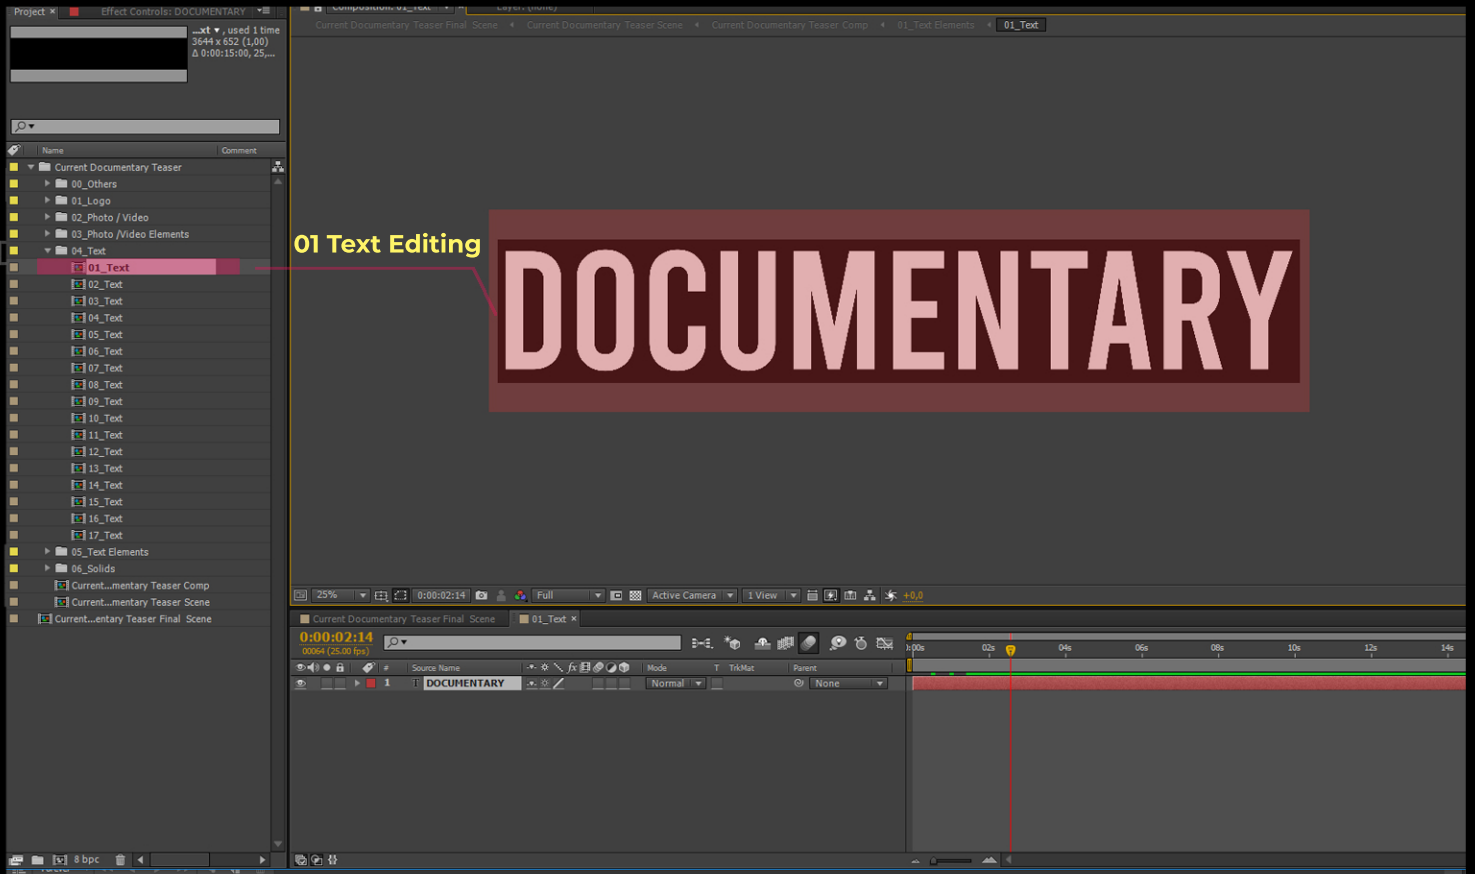 Project ×
Effect Controls: DOCUMENTARY
Composition: 01_Text
Layer: (none)
...xt ▾ , used 1 time
3644 x 652 (1,00)
Δ 0:00:15:00, 25,...
Current Documentary Teaser Final Scene
Current Documentary Teaser Scene
Current Documentary Teaser Comp
01_Text Elements
01_Text
Name
Comment
Current Documentary Teaser
00_Others
01_Logo
02_Photo / Video
03_Photo /Video Elements
04_Text
01_Text
02_Text
03_Text
04_Text
05_Text
06_Text
07_Text
08_Text
09_Text
10_Text
11_Text
12_Text
13_Text
14_Text
15_Text
16_Text
17_Text
05_Text Elements
06_Solids
Current...mentary Teaser Comp
Current...mentary Teaser Scene
Current...entary Teaser Final Scene
01 Text Editing
DOCUMENTARY
25%
0:00:02:14
Full
Active Camera
1 View
+0,0
Current Documentary Teaser Final Scene
01_Text ×
0:00:02:14
00064 (25.00 fps)
# Source Name
fx
Mode
T TrkMat
Parent
1 T DOCUMENTARY
Normal
None
):00s 02s 04s 06s 08s 10s 12s 14s
8 bpc
Forever